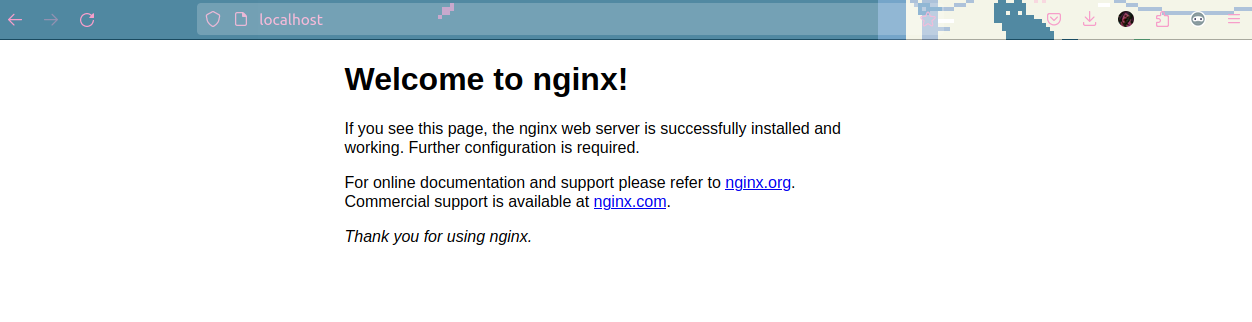 localhost
Welcome to nginx!
If you see this page, the nginx web server is successfully installed and
working. Further configuration is required.
For online documentation and support please refer to nginx.org.
Commercial support is available at nginx.com.
Thank you for using nginx.